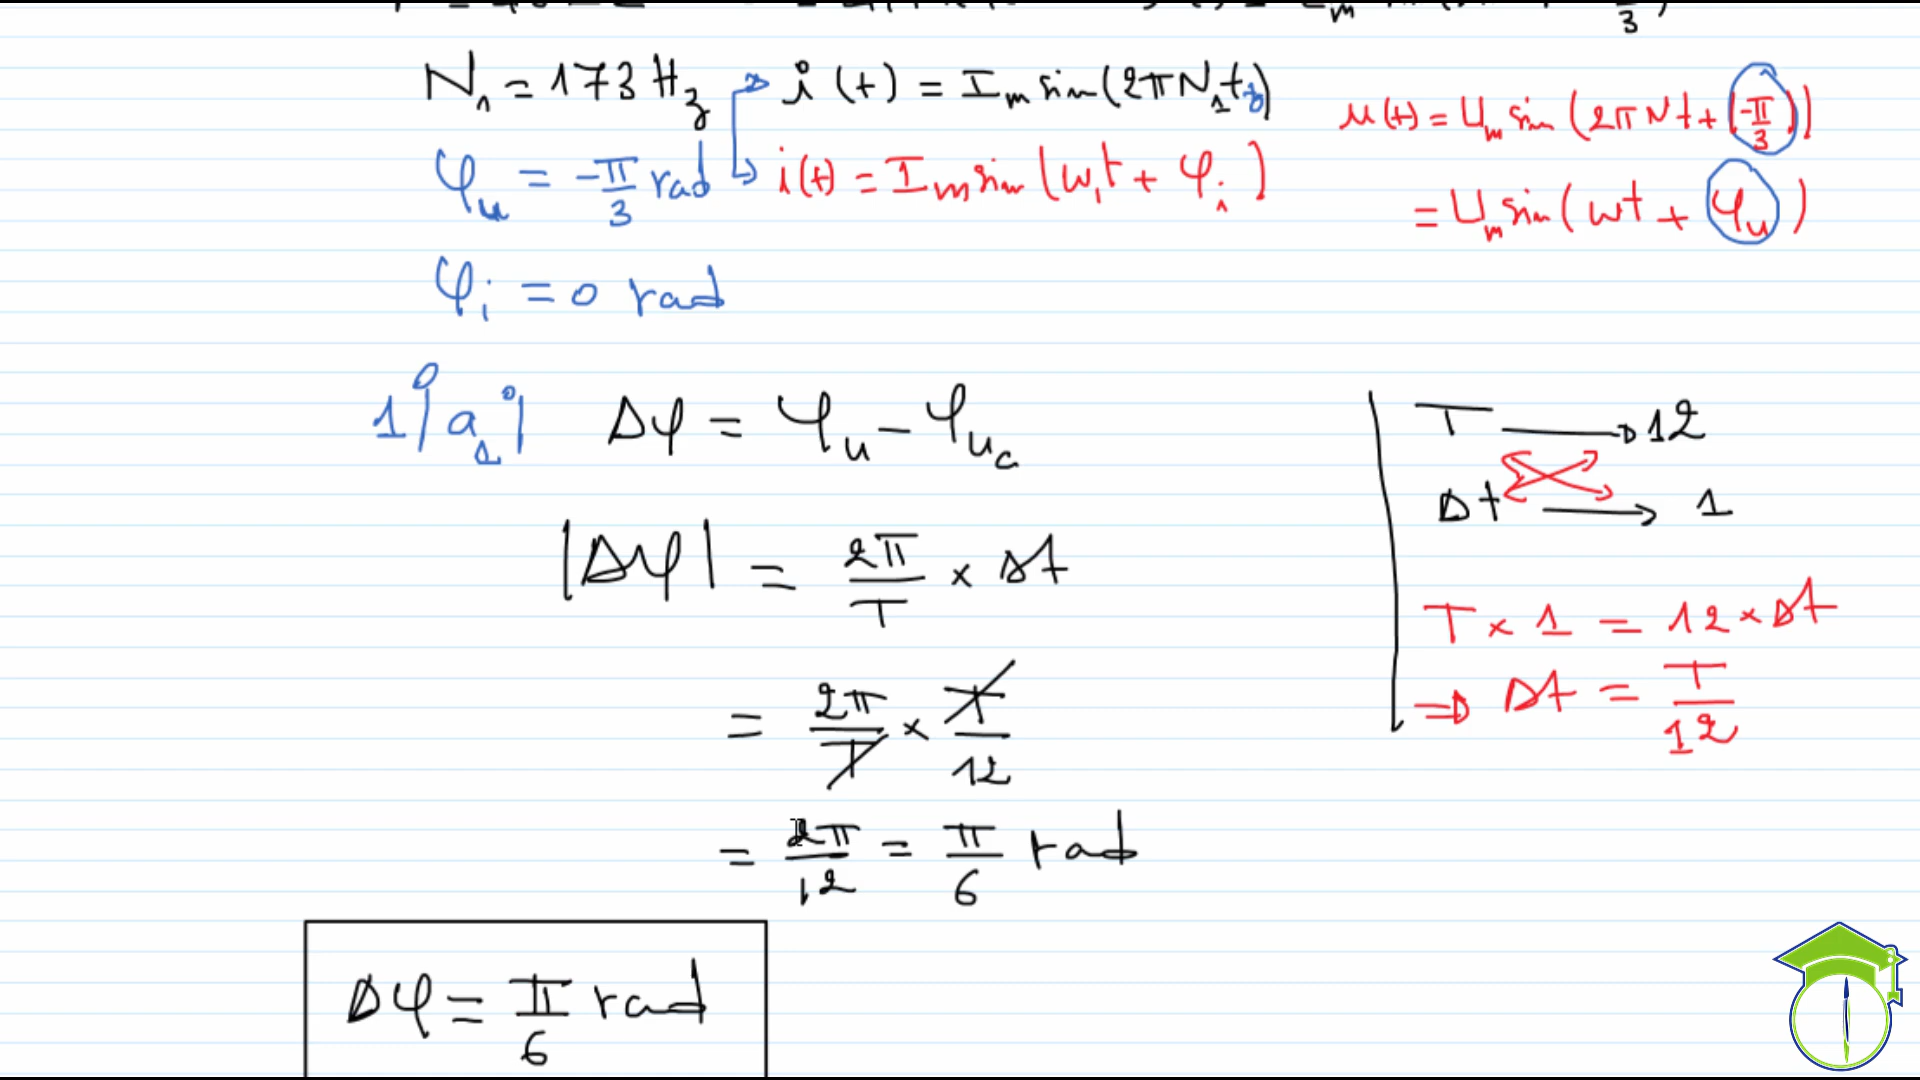 N₁ = 173 Hz i(t) = Iₘ sin(2πN₁t)
u(t) = Uₘ sin(2πNt + (-π/3))
φᵤ = -π/3 rad i(t) = Iₘ sin(ω₁t + φᵢ)
= Uₘ sin(ωt + φᵤ)
φᵢ = 0 rad
1°) a₁°) Δφ = φᵤ - φ_{u_c}
|Δφ| = 2π/T × Δt
= 2π/T × T/12
= 2π/12 = π/6 rad
Δφ = π/6 rad
T → 12
Δt → 1
T × 1 = 12 × Δt
⇒ Δt = T/12